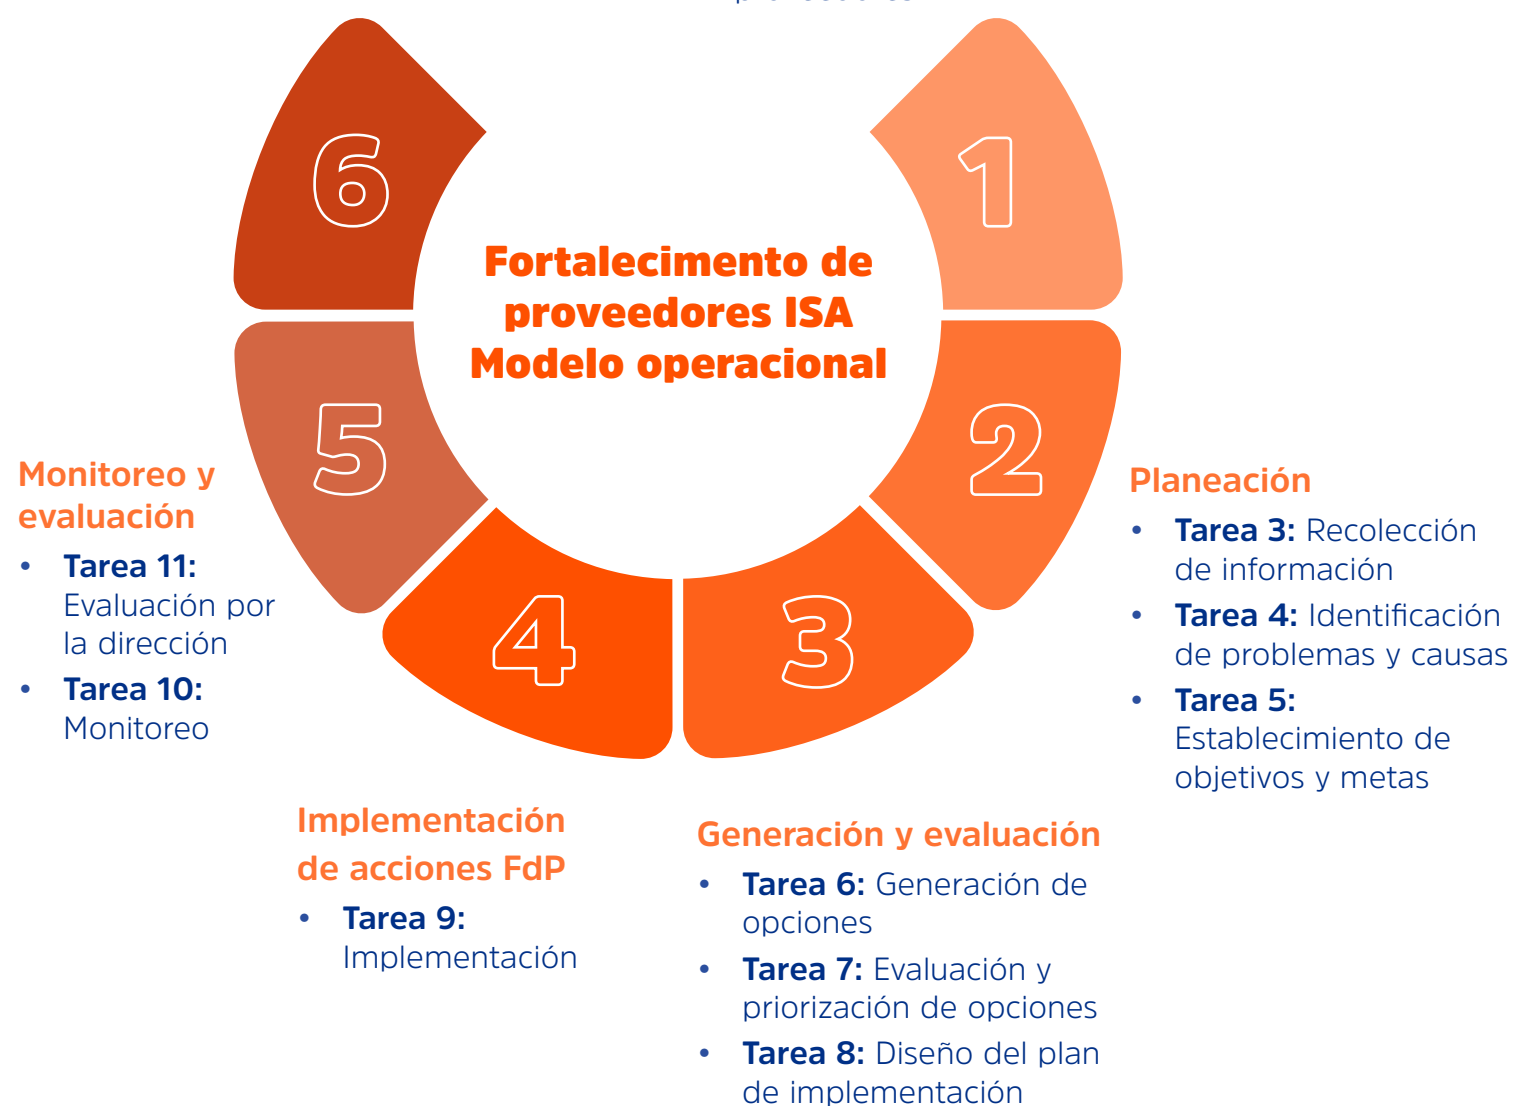 6
1
Fortalecimento de
proveedores ISA
Modelo operacional
5
2
4
3
Planeación
• Tarea 3: Recolección
de información
• Tarea 4: Identificación
de problemas y causas
• Tarea 5:
Establecimiento de
objetivos y metas
Generación y evaluación
• Tarea 6: Generación de
opciones
• Tarea 7: Evaluación y
priorización de opciones
• Tarea 8: Diseño del plan
de implementación
Implementación
de acciones FdP
• Tarea 9:
Implementación
Monitoreo y
evaluación
• Tarea 11:
Evaluación por
la dirección
• Tarea 10:
Monitoreo